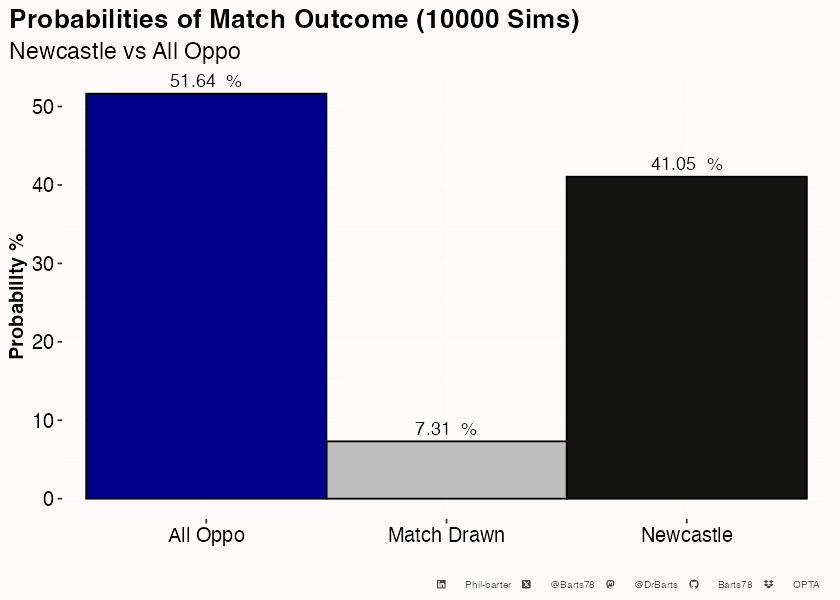 Probabilities of Match Outcome (10000 Sims)
Newcastle vs All Oppo
51.64 %
50
41.05 %
40
30
Probability %
20
10
7.31 %
0
All Oppo Match Drawn Newcastle
Phil-barter @Barts78 @DrBarts Barts78 OPTA